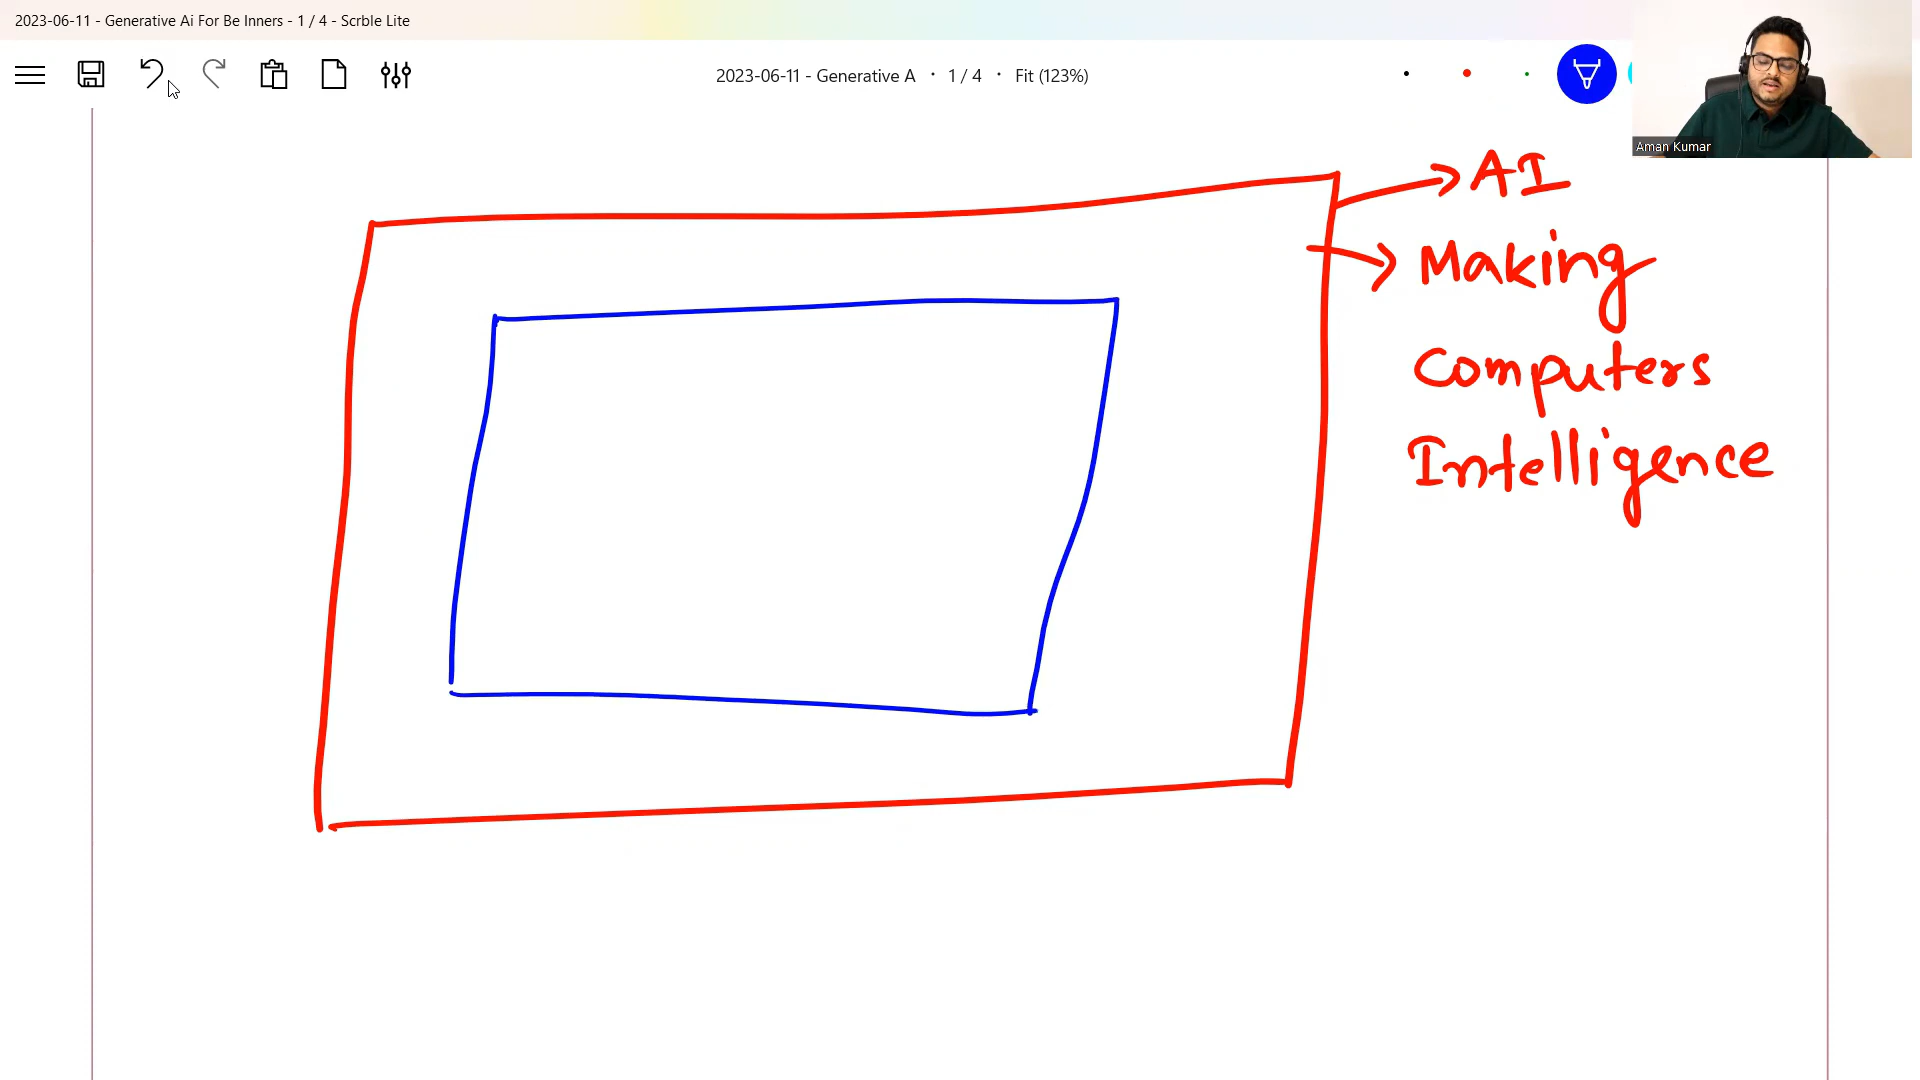 2023-06-11 - Generative Ai For Be Inners - 1 / 4 - Scrble Lite
2023-06-11 - Generative A • 1 / 4 • Fit (123%)
Aman Kumar
AI
Making
Computers
Intelligence